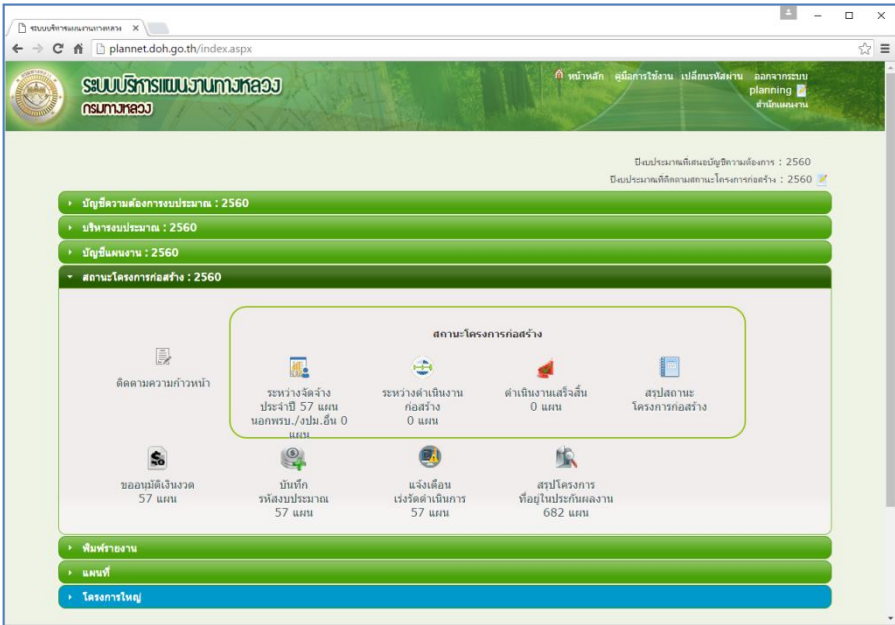 ระบบบริหารแผนงานทางหลวง
plannet.doh.go.th/index.aspx
ระบบบริหารแผนงานทางหลวง
กรมทางหลวง
หน้าหลัก คู่มือการใช้งาน เปลี่ยนรหัสผ่าน ออกจากระบบ
planning
สำนักแผนงาน
ปีงบประมาณที่เสนอบัญชีความต้องการ : 2560
ปีงบประมาณที่ติดตามสถานะโครงการก่อสร้าง : 2560
บัญชีความต้องการงบประมาณ : 2560
บริหารงบประมาณ : 2560
บัญชีแผนงาน : 2560
สถานะโครงการก่อสร้าง : 2560
สถานะโครงการก่อสร้าง
ติดตามความก้าวหน้า
ระหว่างจัดจ้าง
ประจำปี 57 แผน
นอกพรบ./งปม.อื่น 0
แผน
ระหว่างดำเนินงาน
ก่อสร้าง
0 แผน
ดำเนินงานเสร็จสิ้น
0 แผน
สรุปสถานะ
โครงการก่อสร้าง
ขออนุมัติเงินงวด
57 แผน
บันทึก
รหัสงบประมาณ
57 แผน
แจ้งเตือน
เร่งรัดดำเนินการ
57 แผน
สรุปโครงการ
ที่อยู่ในประกันผลงาน
682 แผน
พิมพ์รายงาน
แผนที่
โครงการใหญ่